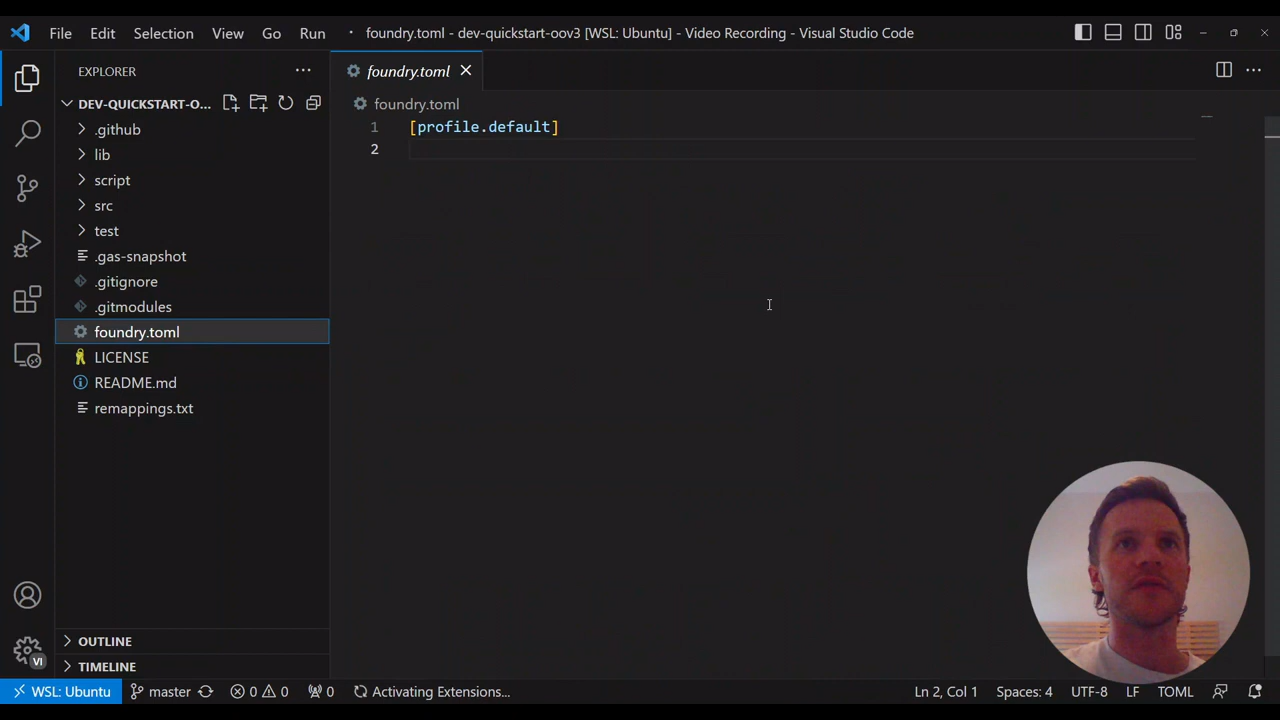 File Edit Selection View Go Run foundry.toml - dev-quickstart-oov3 [WSL: Ubuntu] - Video Recording - Visual Studio Code
EXPLORER
DEV-QUICKSTART-O...
.github
lib
script
src
test
.gas-snapshot
.gitignore
.gitmodules
foundry.toml
LICENSE
README.md
remappings.txt
OUTLINE
TIMELINE
foundry.toml
foundry.toml
1 [profile.default]
2
VI
WSL: Ubuntu master 0 0 0 Activating Extensions... Ln 2, Col 1 Spaces: 4 UTF-8 LF TOML